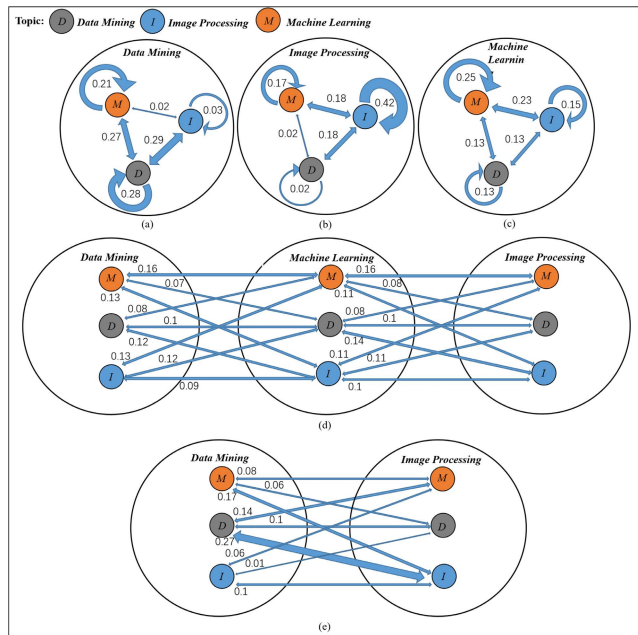 Topic: D Data Mining I Image Processing M Machine Learning
Data Mining
0.21
M
0.02
0.03
I
0.27
0.29
D
0.28
(a)
Image Processing
0.17
M
0.18
0.42
I
0.02
0.18
D
0.02
(b)
Machine
Learnin
0.25
M
0.23
0.15
I
0.13
0.13
D
0.13
(c)
Data Mining
Machine Learning
Image Processing
M
0.16
0.07
0.13
M
0.16
0.08
0.11
M
D
0.08
0.1
0.12
D
0.08
0.1
0.14
D
I
0.13
0.12
0.09
I
0.11
0.11
0.1
I
(d)
Data Mining
Image Processing
M
0.08
0.06
0.17
M
D
0.14
0.1
0.27
D
I
0.06
0.01
0.1
I
(e)